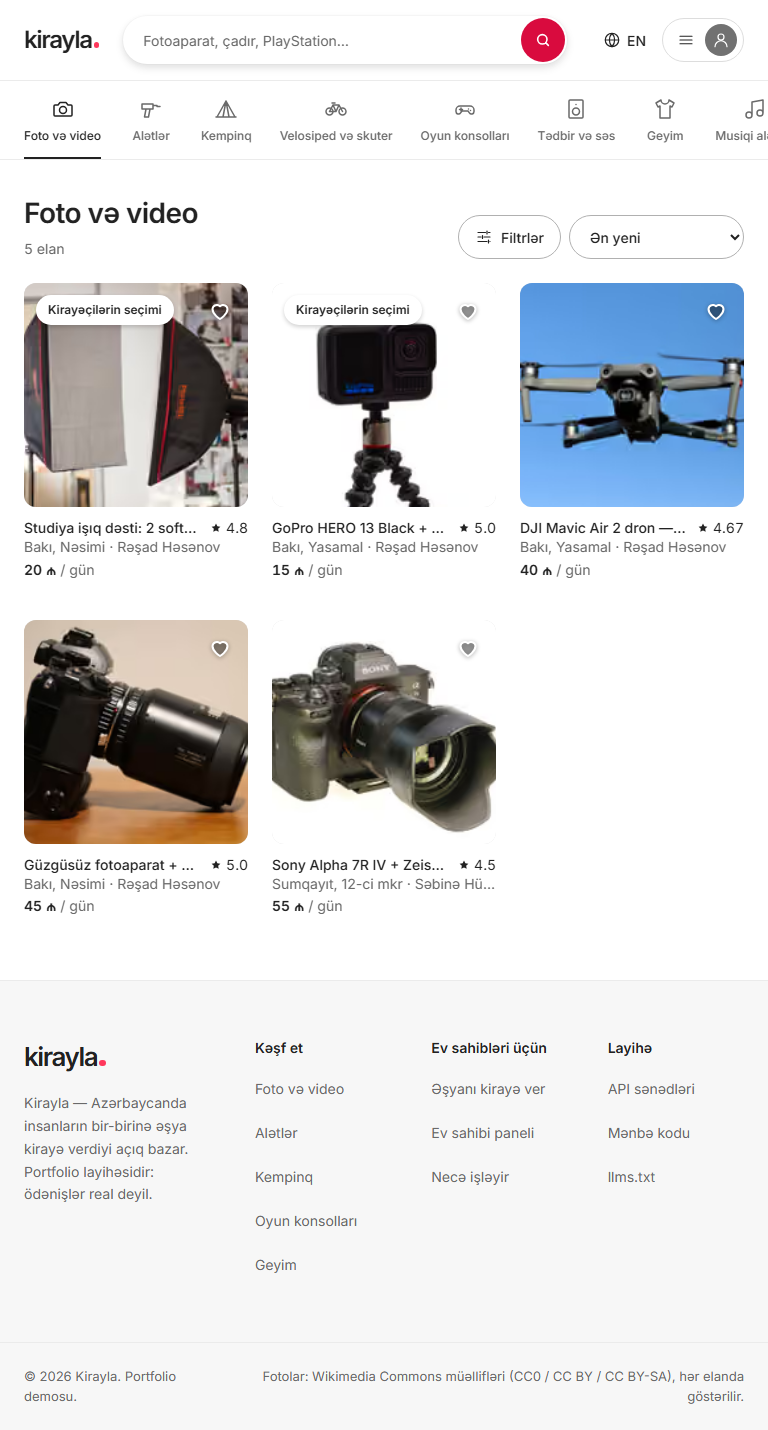 kirayla.
Fotoaparat, çadır, PlayStation...
EN
Foto və video
Alətlər
Kempinq
Velosiped və skuter
Oyun konsolları
Tədbir və səs
Geyim
Musiqi al
Foto və video
5 elan
Filtrlər
Ən yeni
Kirayəçilərin seçimi
Kirayəçilərin seçimi
Studiya işıq dəsti: 2 soft... ★ 4.8
Bakı, Nəsimi · Rəşad Həsənov
20 ₼ / gün
GoPro HERO 13 Black + ... ★ 5.0
Bakı, Yasamal · Rəşad Həsənov
15 ₼ / gün
DJI Mavic Air 2 dron —... ★ 4.67
Bakı, Yasamal · Rəşad Həsənov
40 ₼ / gün
SONY
Güzgüsüz fotoaparat + ... ★ 5.0
Bakı, Nəsimi · Rəşad Həsənov
45 ₼ / gün
Sony Alpha 7R IV + Zeis... ★ 4.5
Sumqayıt, 12-ci mkr · Səbinə Hü...
55 ₼ / gün
kirayla.
Kirayla — Azərbaycanda
insanların bir-birinə əşya
kirayə verdiyi açıq bazar.
Portfolio layihəsidir:
ödənişlər real deyil.
Kəşf et
Foto və video
Alətlər
Kempinq
Oyun konsolları
Geyim
Ev sahibləri üçün
Əşyanı kirayə ver
Ev sahibi paneli
Necə işləyir
Layihə
API sənədləri
Mənbə kodu
llms.txt
© 2026 Kirayla. Portfolio
demosu.
Fotolar: Wikimedia Commons müəllifləri (CC0 / CC BY / CC BY-SA), hər elanda
göstərilir.